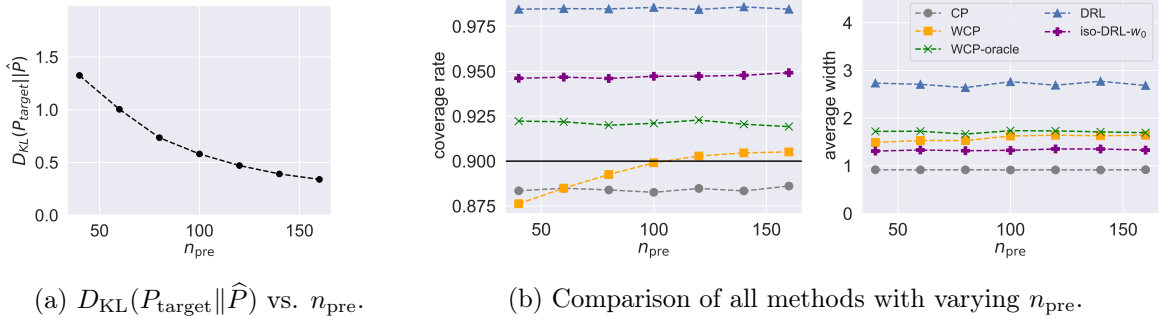 1.5
1.0
0.5
0.0
50
100
150
n_pre
D_KL(P_target||P̂)
0.975
0.950
0.925
0.900
0.875
50
100
150
n_pre
coverage rate
4
3
2
1
0
50
100
150
n_pre
average width
CP
WCP
WCP-oracle
DRL
iso-DRL-w₀
(a) D_KL(P_target‖P̂) vs. n_pre.
(b) Comparison of all methods with varying n_pre.